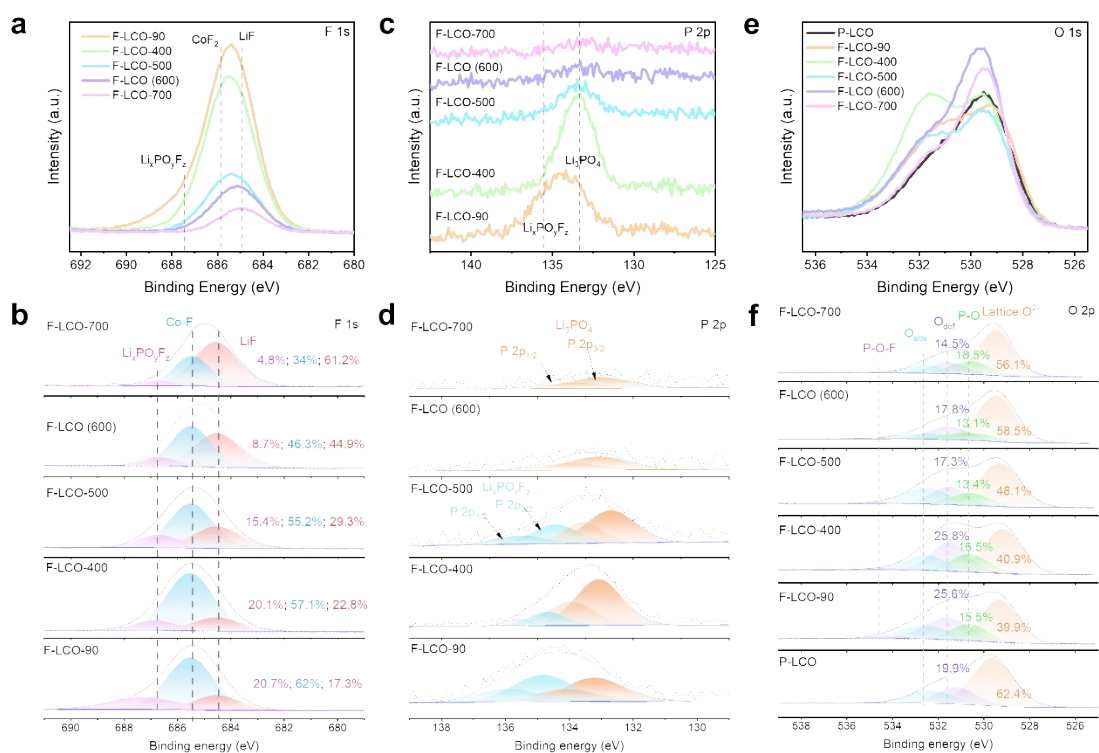 a
F 1s
F-LCO-90
F-LCO-400
F-LCO-500
F-LCO (600)
F-LCO-700
CoF2
LiF
LixPOyFz
Intensity (a.u.)
692 690 688 686 684 682 680
Binding Energy (eV)
c
P 2p
F-LCO-700
F-LCO (600)
F-LCO-500
F-LCO-400
Li3PO4
F-LCO-90
LixPOyFz
Intensity (a.u.)
140 135 130 125
Binding Energy (eV)
e
O 1s
P-LCO
F-LCO-90
F-LCO-400
F-LCO-500
F-LCO (600)
F-LCO-700
Intensity (a.u.)
536 534 532 530 528 526
Binding Energy (eV)
b
F-LCO-700
Co-F
F 1s
LixPOyFz
LiF
4.8%; 34%; 61.2%
F-LCO (600)
8.7%; 46.3%; 44.9%
F-LCO-500
15.4%; 55.2%; 29.3%
F-LCO-400
20.1%; 57.1%; 22.8%
F-LCO-90
20.7%; 62%; 17.3%
690 688 686 684 682 680
Binding energy (eV)
d
F-LCO-700
Li3PO4
P 2p
P 2p1/2
P 2p3/2
F-LCO (600)
F-LCO-500
LixPOyFz
P 2p1/2
P 2p3/2
F-LCO-400
F-LCO-90
138 136 134 132 130
Binding energy (eV)
f
F-LCO-700
P-O-F
Oabs
Odef
P-O
Lattice O2-
O 2p
14.5%
18.5%
56.1%
F-LCO (600)
17.8%
13.1%
58.5%
F-LCO-500
17.3%
13.4%
48.1%
F-LCO-400
25.8%
16.5%
40.9%
F-LCO-90
25.6%
15.5%
39.9%
P-LCO
19.9%
62.4%
538 536 534 532 530 528 526
Binding energy (eV)